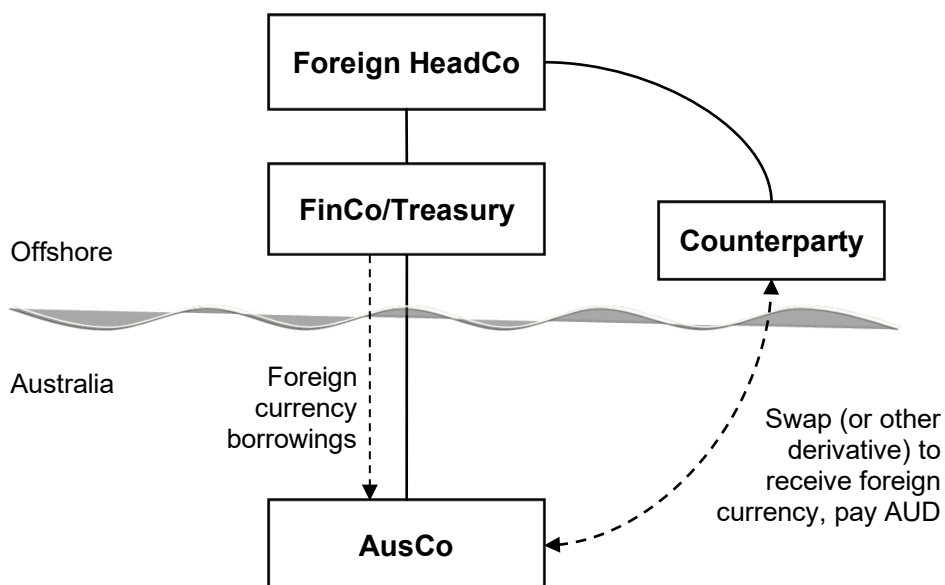 Foreign HeadCo
FinCo/Treasury
Counterparty
Offshore
Australia
Foreign
currency
borrowings
Swap (or other
derivative) to
receive foreign
currency, pay AUD
AusCo